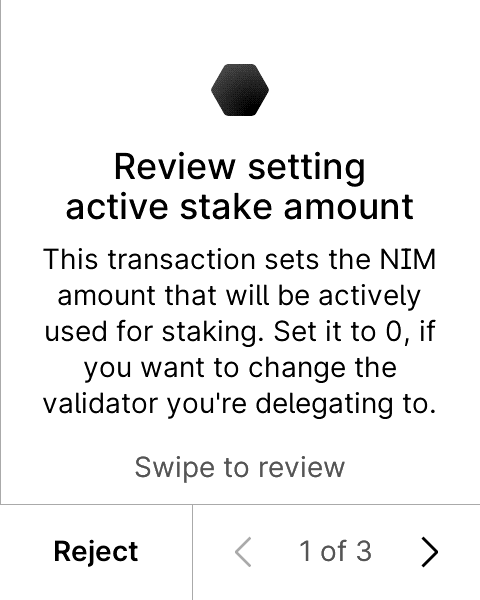 Review setting
active stake amount
This transaction sets the NIM
amount that will be actively
used for staking. Set it to 0, if
you want to change the
validator you're delegating to.
Swipe to review
Reject
1 of 3